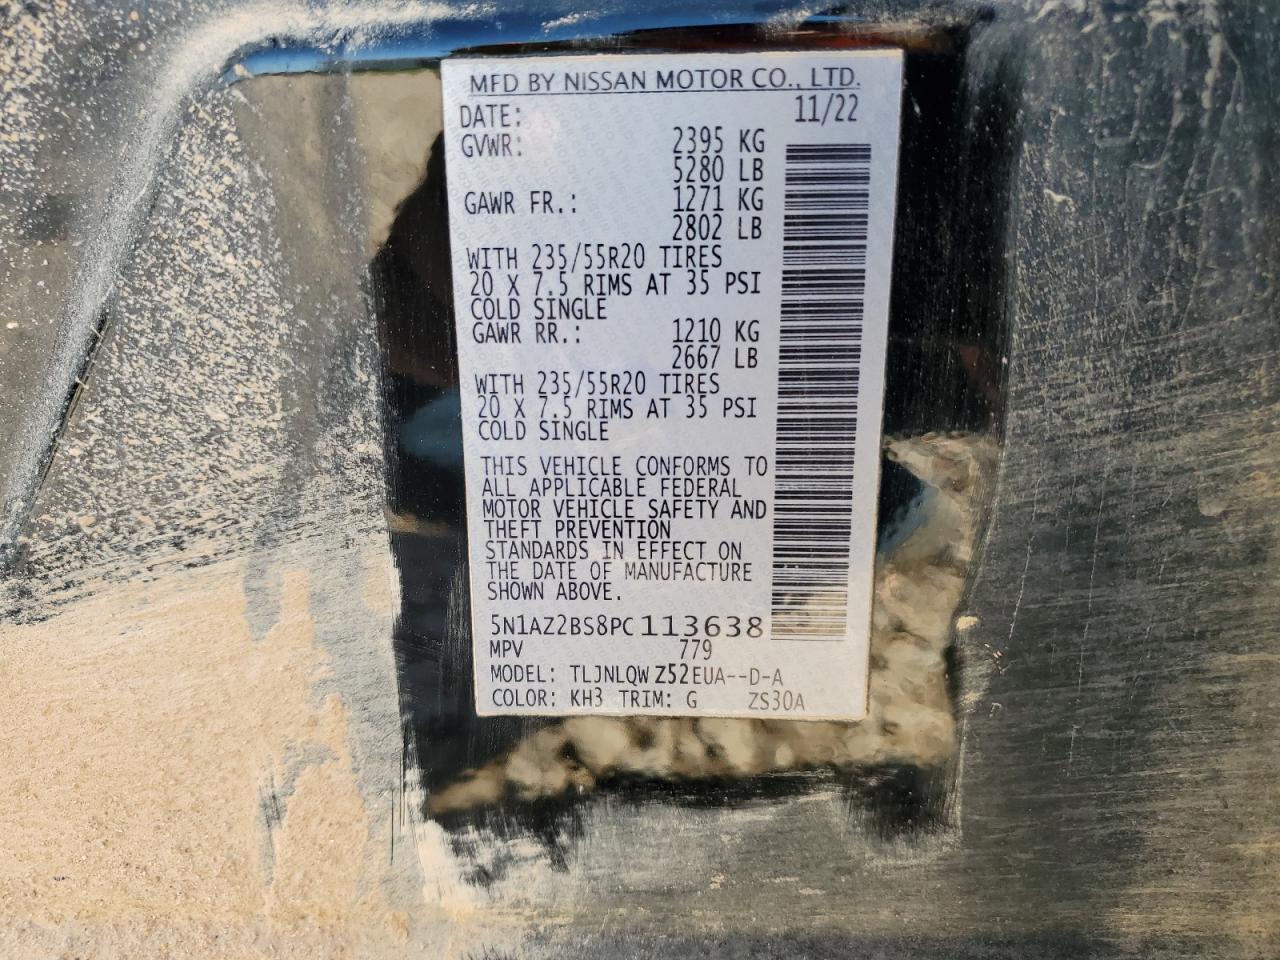 MFD BY NISSAN MOTOR CO., LTD.
DATE: 11/22
GVWR: 2395 KG
5280 LB
GAWR FR.: 1271 KG
2802 LB
WITH 235/55R20 TIRES
20 X 7.5 RIMS AT 35 PSI
COLD SINGLE
GAWR RR.: 1210 KG
2667 LB
WITH 235/55R20 TIRES
20 X 7.5 RIMS AT 35 PSI
COLD SINGLE
THIS VEHICLE CONFORMS TO
ALL APPLICABLE FEDERAL
MOTOR VEHICLE SAFETY AND
THEFT PREVENTION
STANDARDS IN EFFECT ON
THE DATE OF MANUFACTURE
SHOWN ABOVE.
5N1AZ2BS8PC113638
MPV 779
MODEL: TLJNLQWZ52EUA--D-A
COLOR: KH3 TRIM: G ZS30A